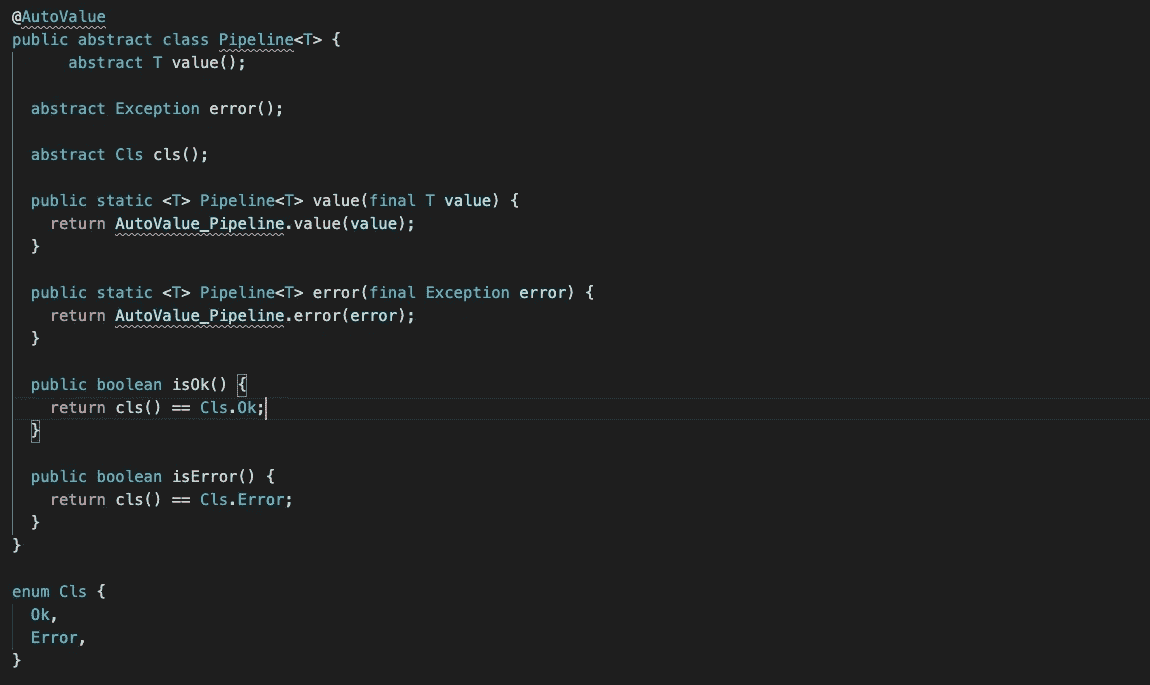 @AutoValue
public abstract class Pipeline<T> {
      abstract T value();

  abstract Exception error();

  abstract Cls cls();

  public static <T> Pipeline<T> value(final T value) {
    return AutoValue_Pipeline.value(value);
  }

  public static <T> Pipeline<T> error(final Exception error) {
    return AutoValue_Pipeline.error(error);
  }

  public boolean isOk() {
    return cls() == Cls.Ok;
  }

  public boolean isError() {
    return cls() == Cls.Error;
  }
}

enum Cls {
  Ok,
  Error,
}